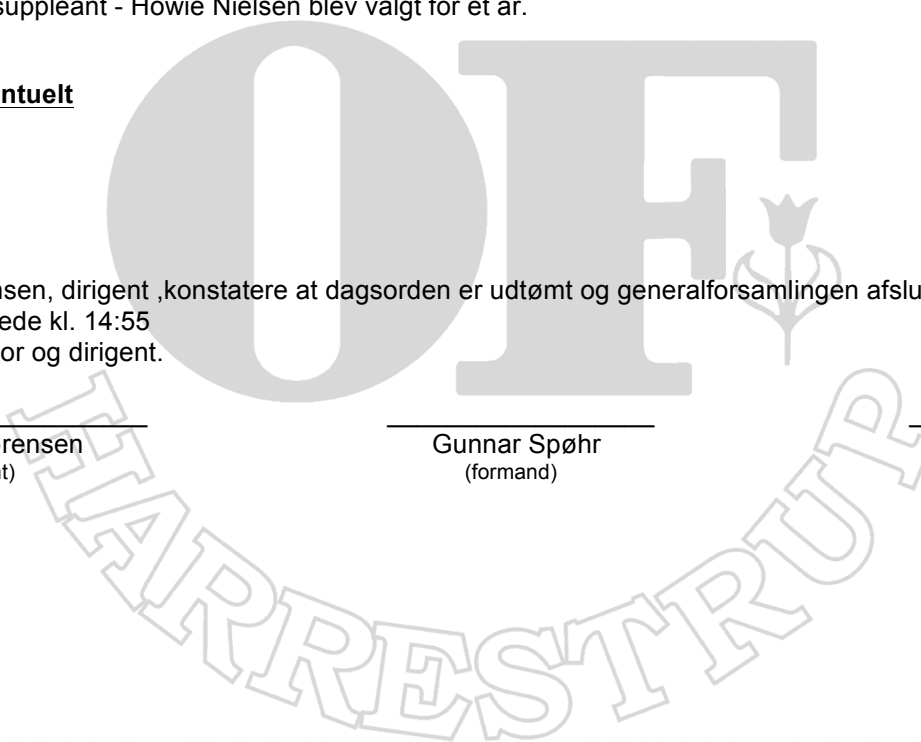 suppleant - Howie Nielsen blev valgt for et år.
ntuelt
nsen, dirigent ,konstatere at dagsorden er udtømt og generalforsamlingen afslu
ede kl. 14:55
or og dirigent.
rensen
Gunnar Spøhr
t)
(formand)
OF
HARRESTRUP